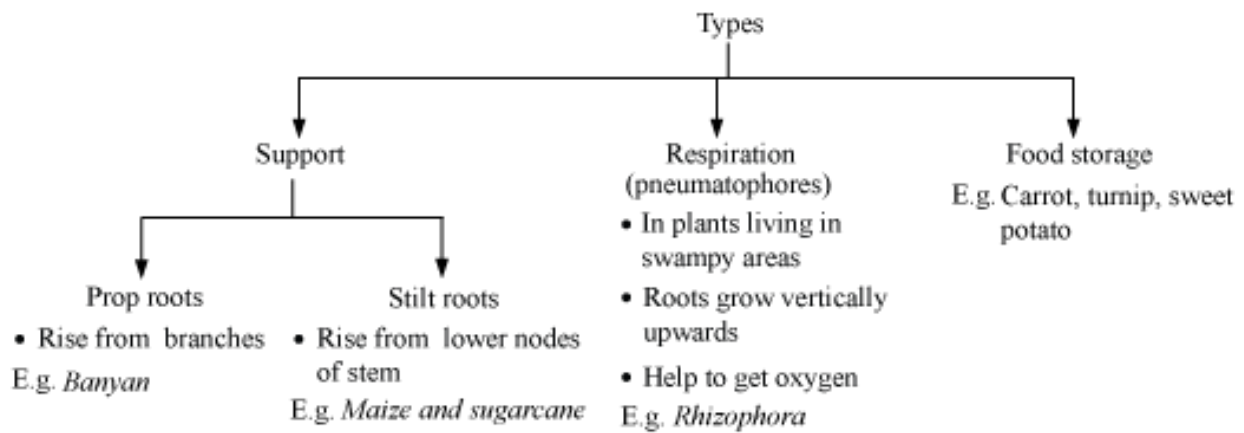 Types
Support
Prop roots
• Rise from branches
E.g. Banyan
Stilt roots
• Rise from lower nodes
of stem
E.g. Maize and sugarcane
Respiration
(pneumatophores)
• In plants living in
swampy areas
• Roots grow vertically
upwards
• Help to get oxygen
E.g. Rhizophora
Food storage
E.g. Carrot, turnip, sweet
potato